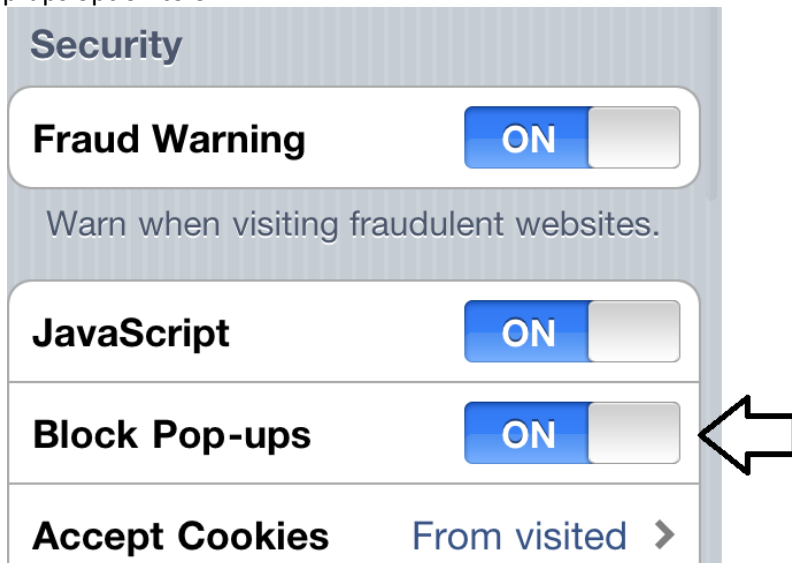 Security
Fraud Warning ON
Warn when visiting fraudulent websites.
JavaScript ON
Block Pop-ups ON
Accept Cookies From visited >